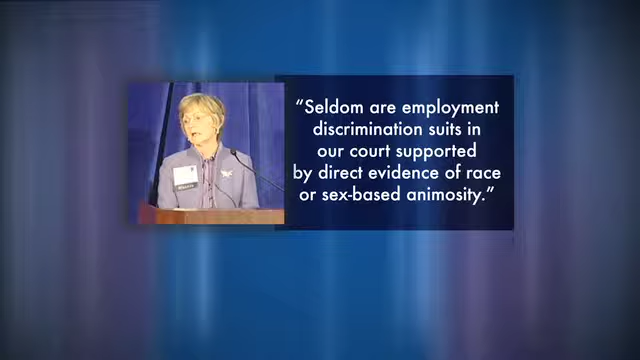 “Seldom are employment
discrimination suits in
our court supported
by direct evidence of race
or sex-based animosity.”